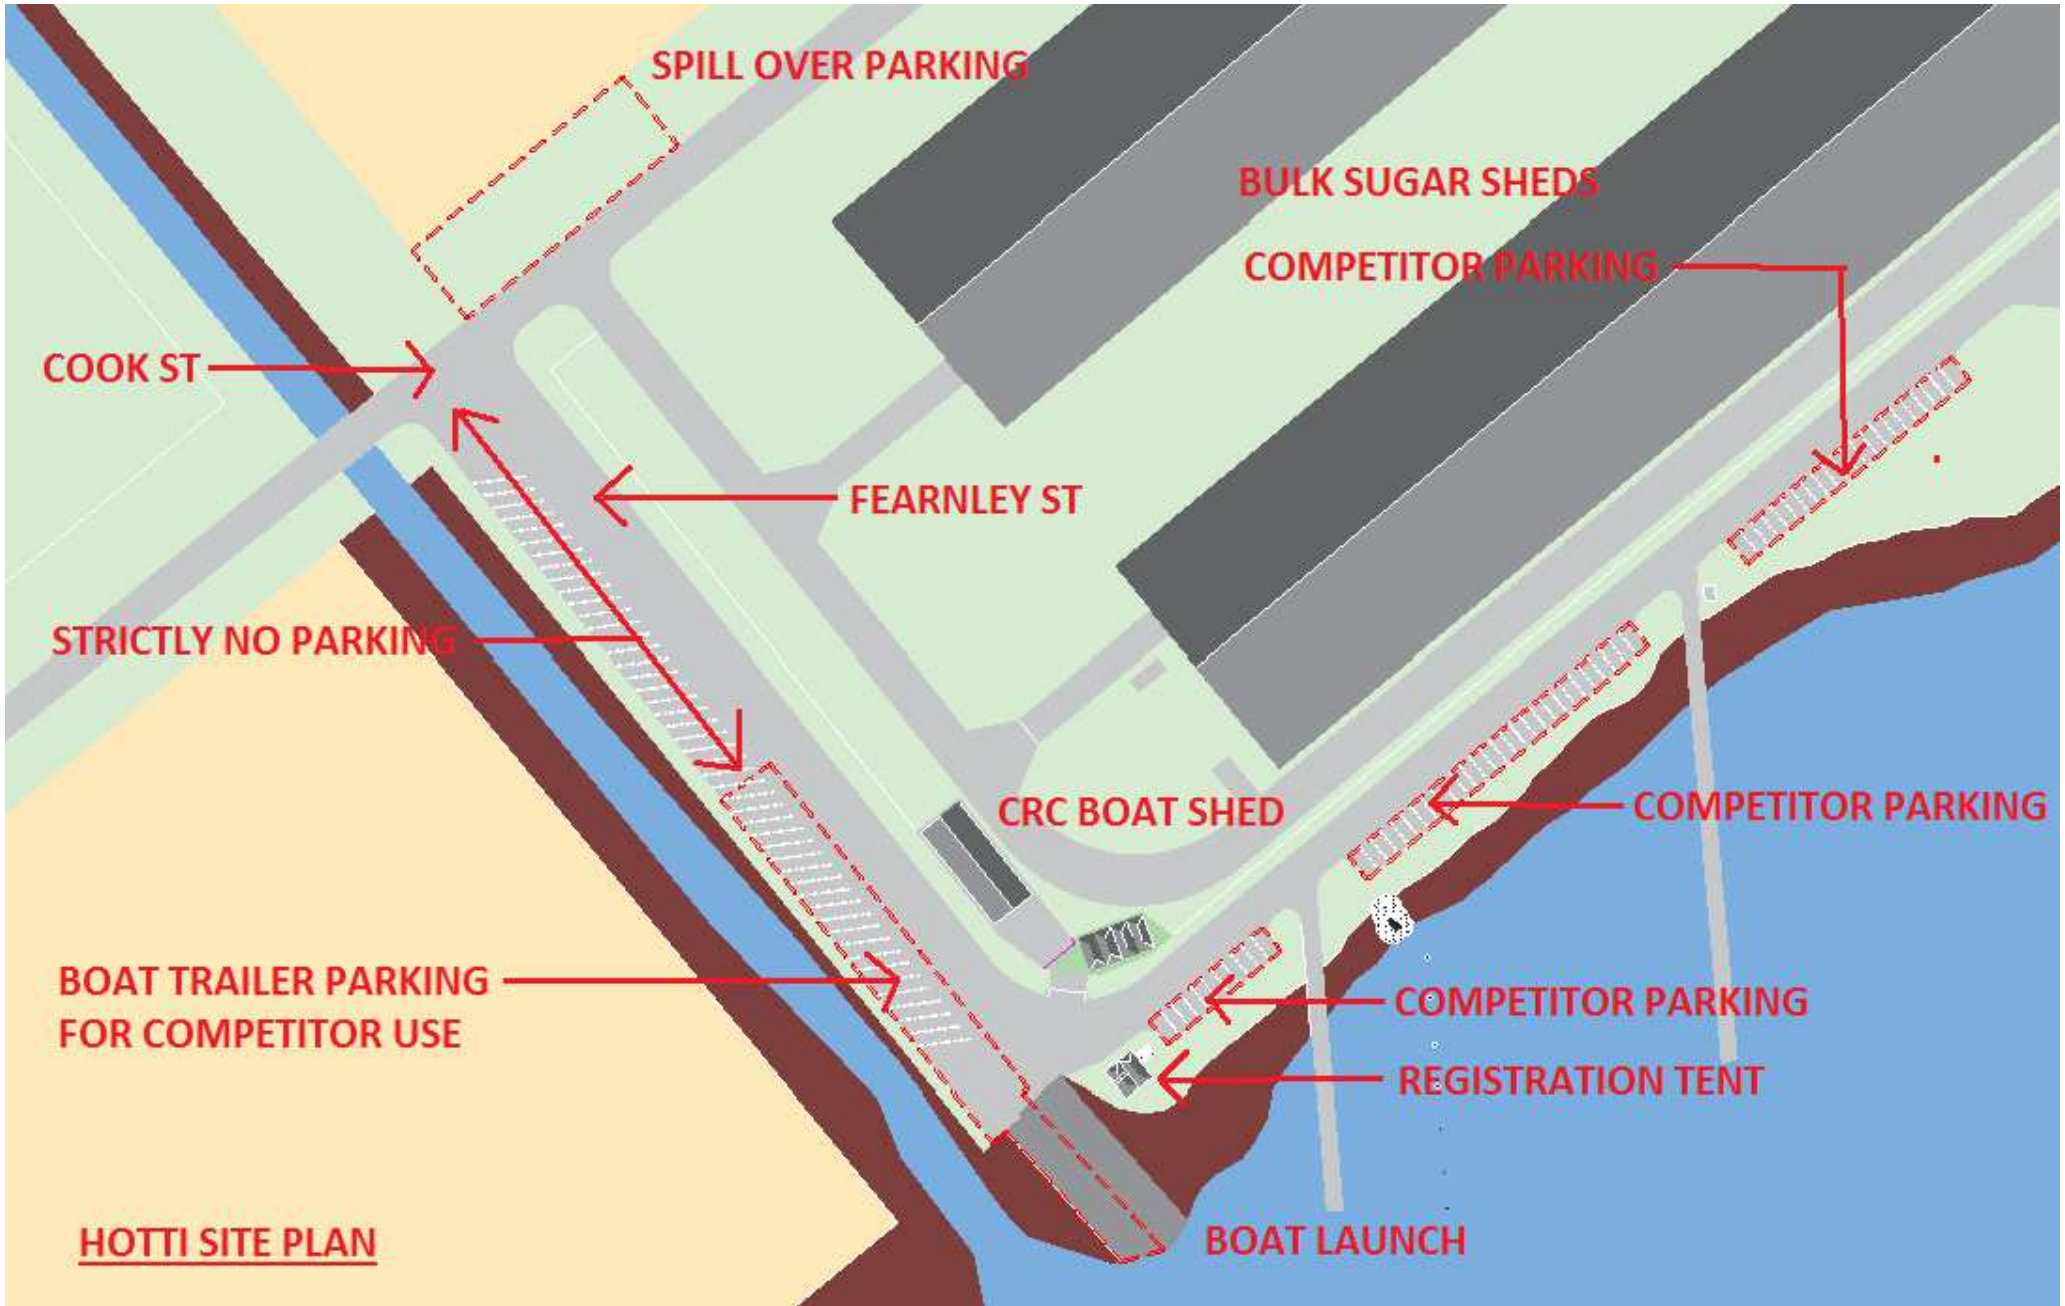 SPILL OVER PARKING
BULK SUGAR SHEDS
COMPETITOR PARKING
COOK ST
FEARNLEY ST
STRICTLY NO PARKING
CRC BOAT SHED
COMPETITOR PARKING
BOAT TRAILER PARKING
FOR COMPETITOR USE
COMPETITOR PARKING
REGISTRATION TENT
HOTTI SITE PLAN
BOAT LAUNCH